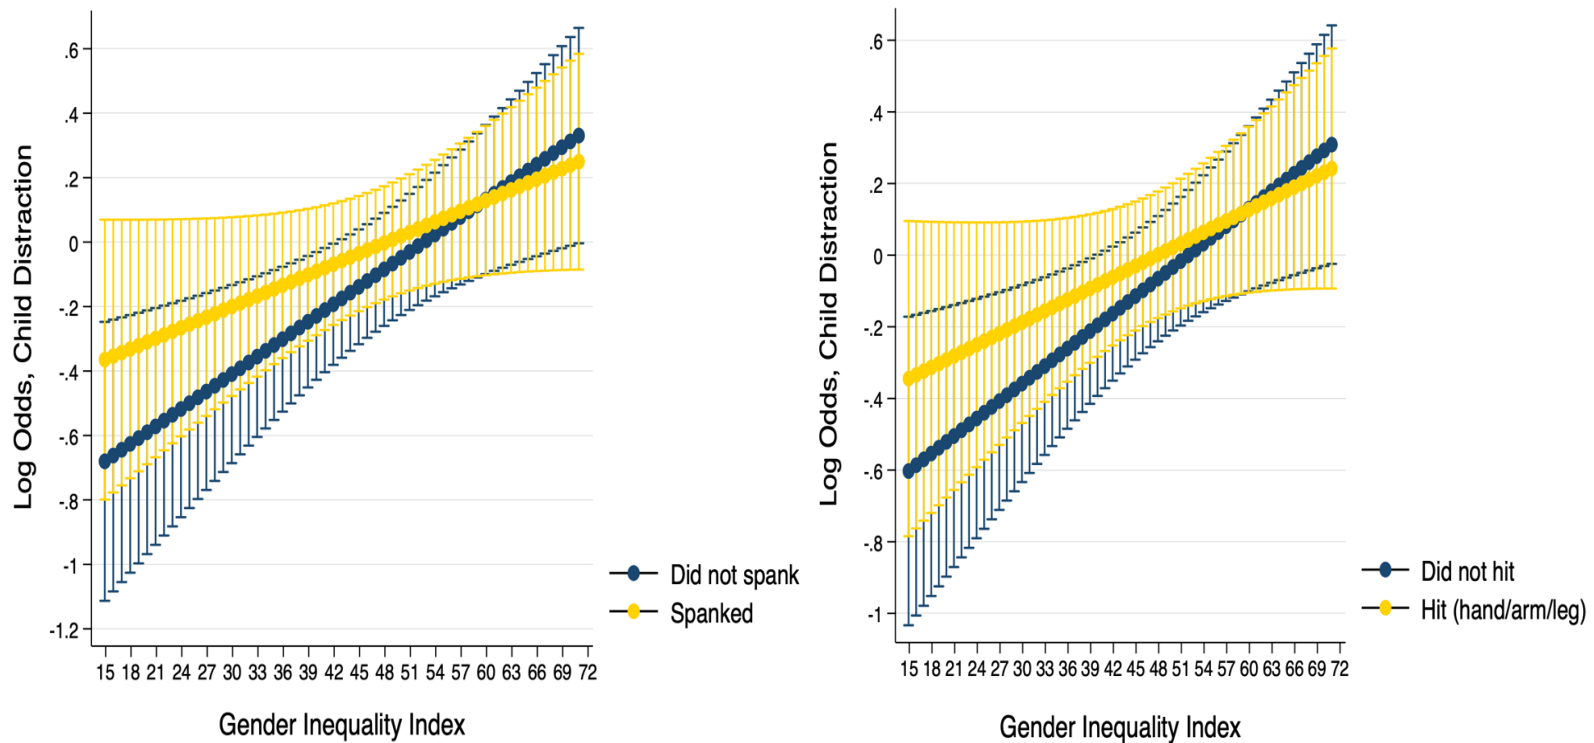 Log Odds, Child Distraction
.6
.4
.2
0
-.2
-.4
-.6
-.8
-1
-1.2
15 18 21 24 27 30 33 36 39 42 45 48 51 54 57 60 63 66 69 72
Gender Inequality Index
Did not spank
Spanked
Log Odds, Child Distraction
.6
.4
.2
0
-.2
-.4
-.6
-.8
-1
15 18 21 24 27 30 33 36 39 42 45 48 51 54 57 60 63 66 69 72
Gender Inequality Index
Did not hit
Hit (hand/arm/leg)